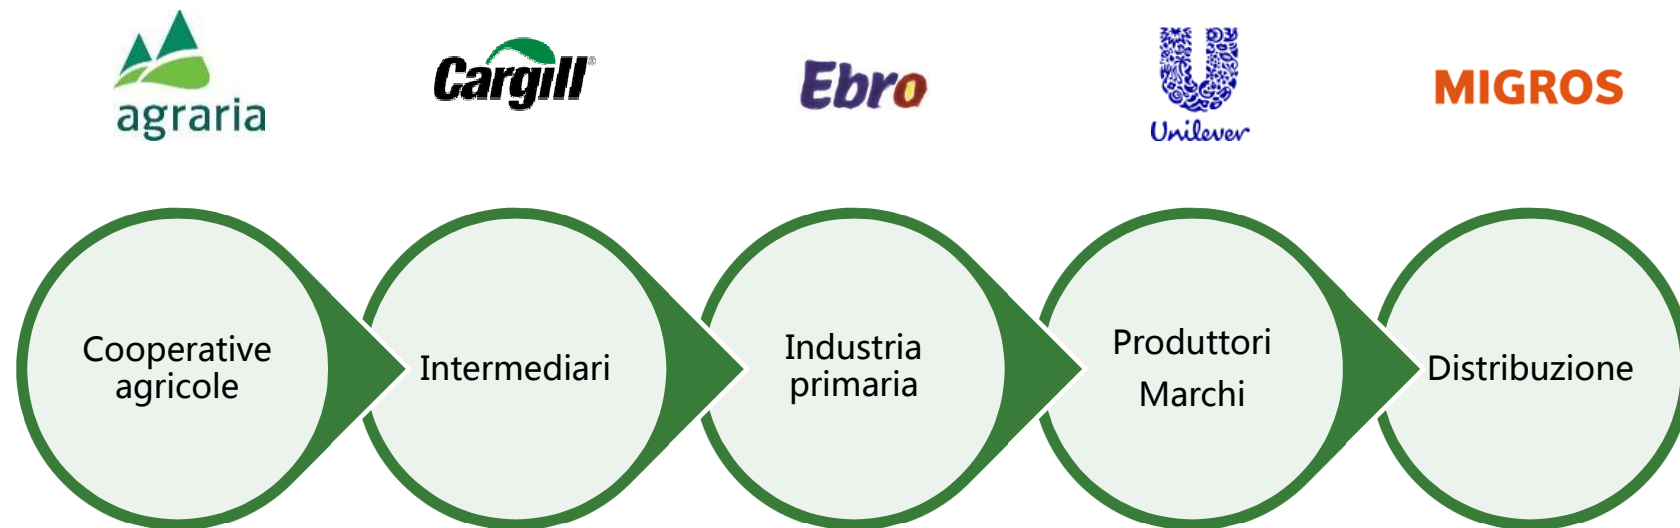 agraria
Cargill®
Ebro
Unilever
MIGROS
Cooperative
agricole
Intermediari
Industria
primaria
Produttori
Marchi
Distribuzione